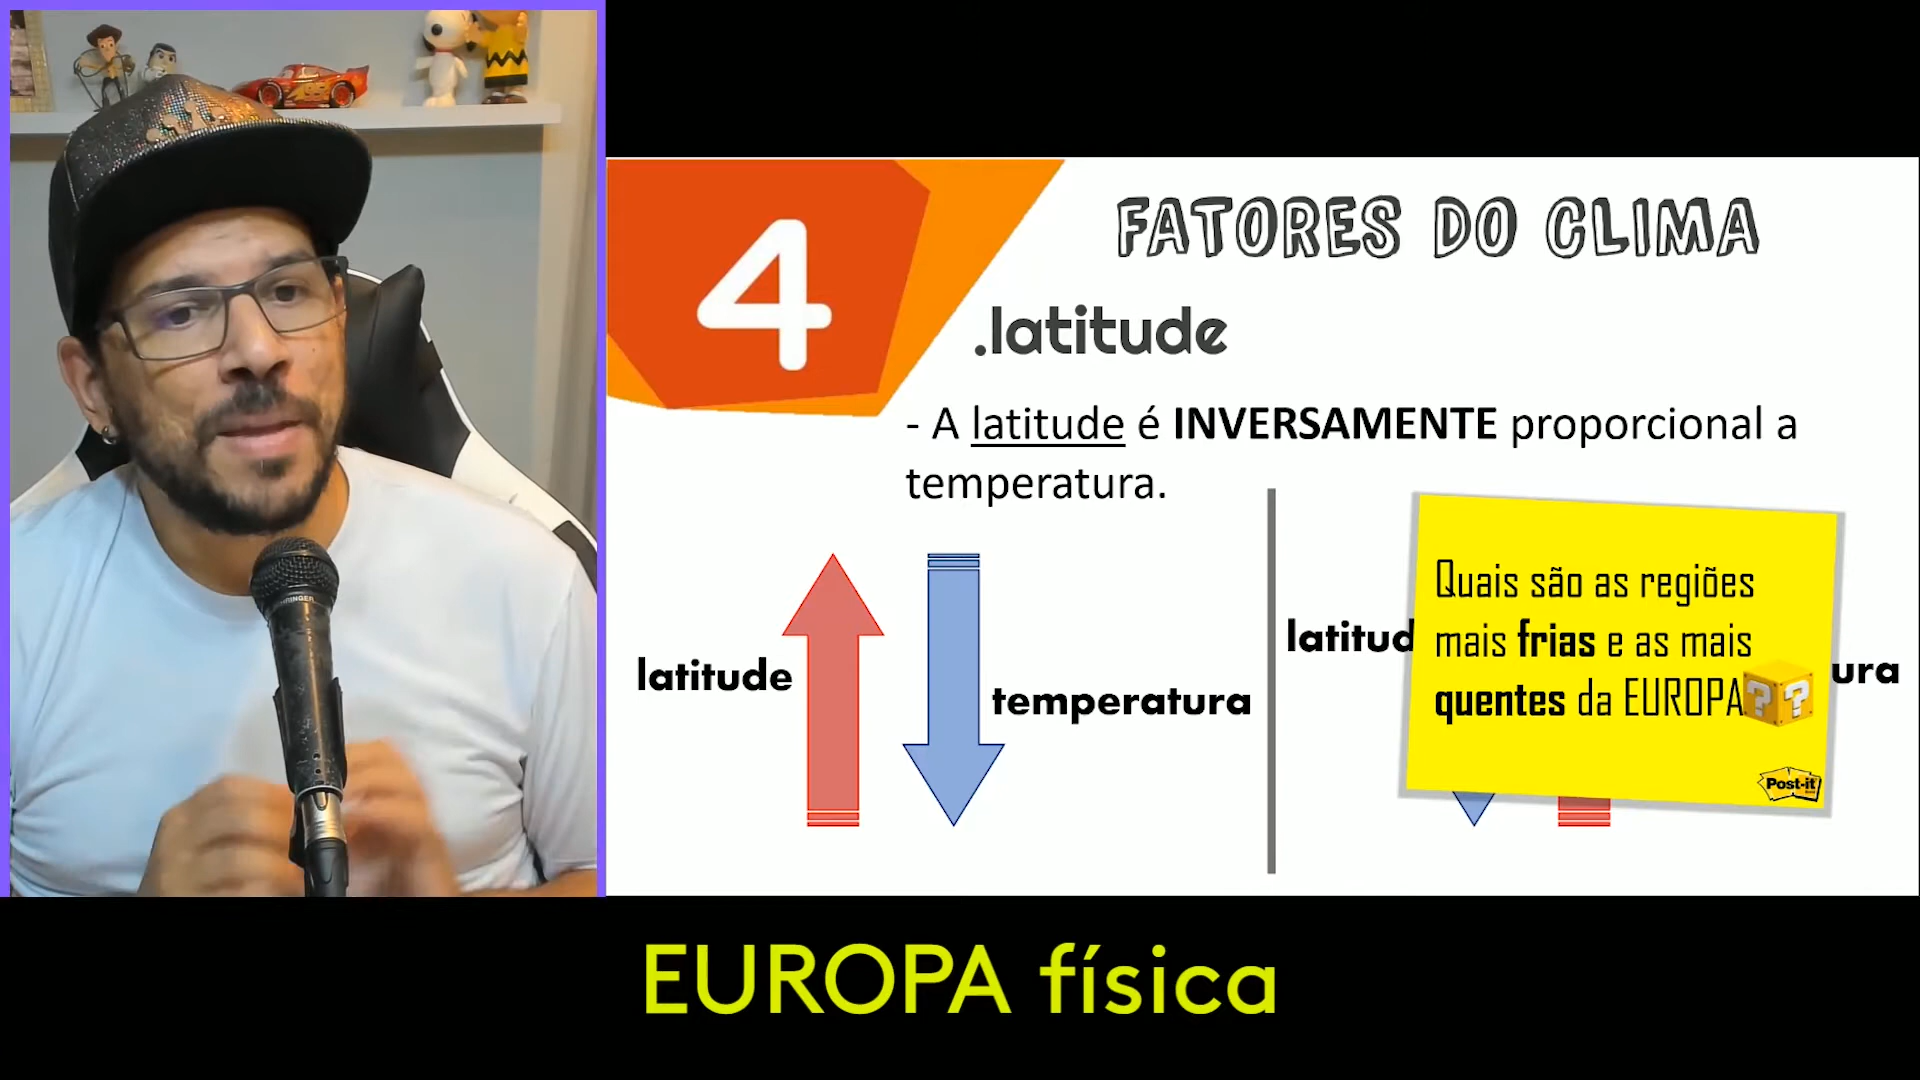 4
FATORES DO CLIMA
.latitude
- A latitude é INVERSAMENTE proporcional a
temperatura.
latitude
temperatura
latitud
ura
Quais são as regiões
mais frias e as mais
quentes da EUROPA
? ?
Post-it
EUROPA física